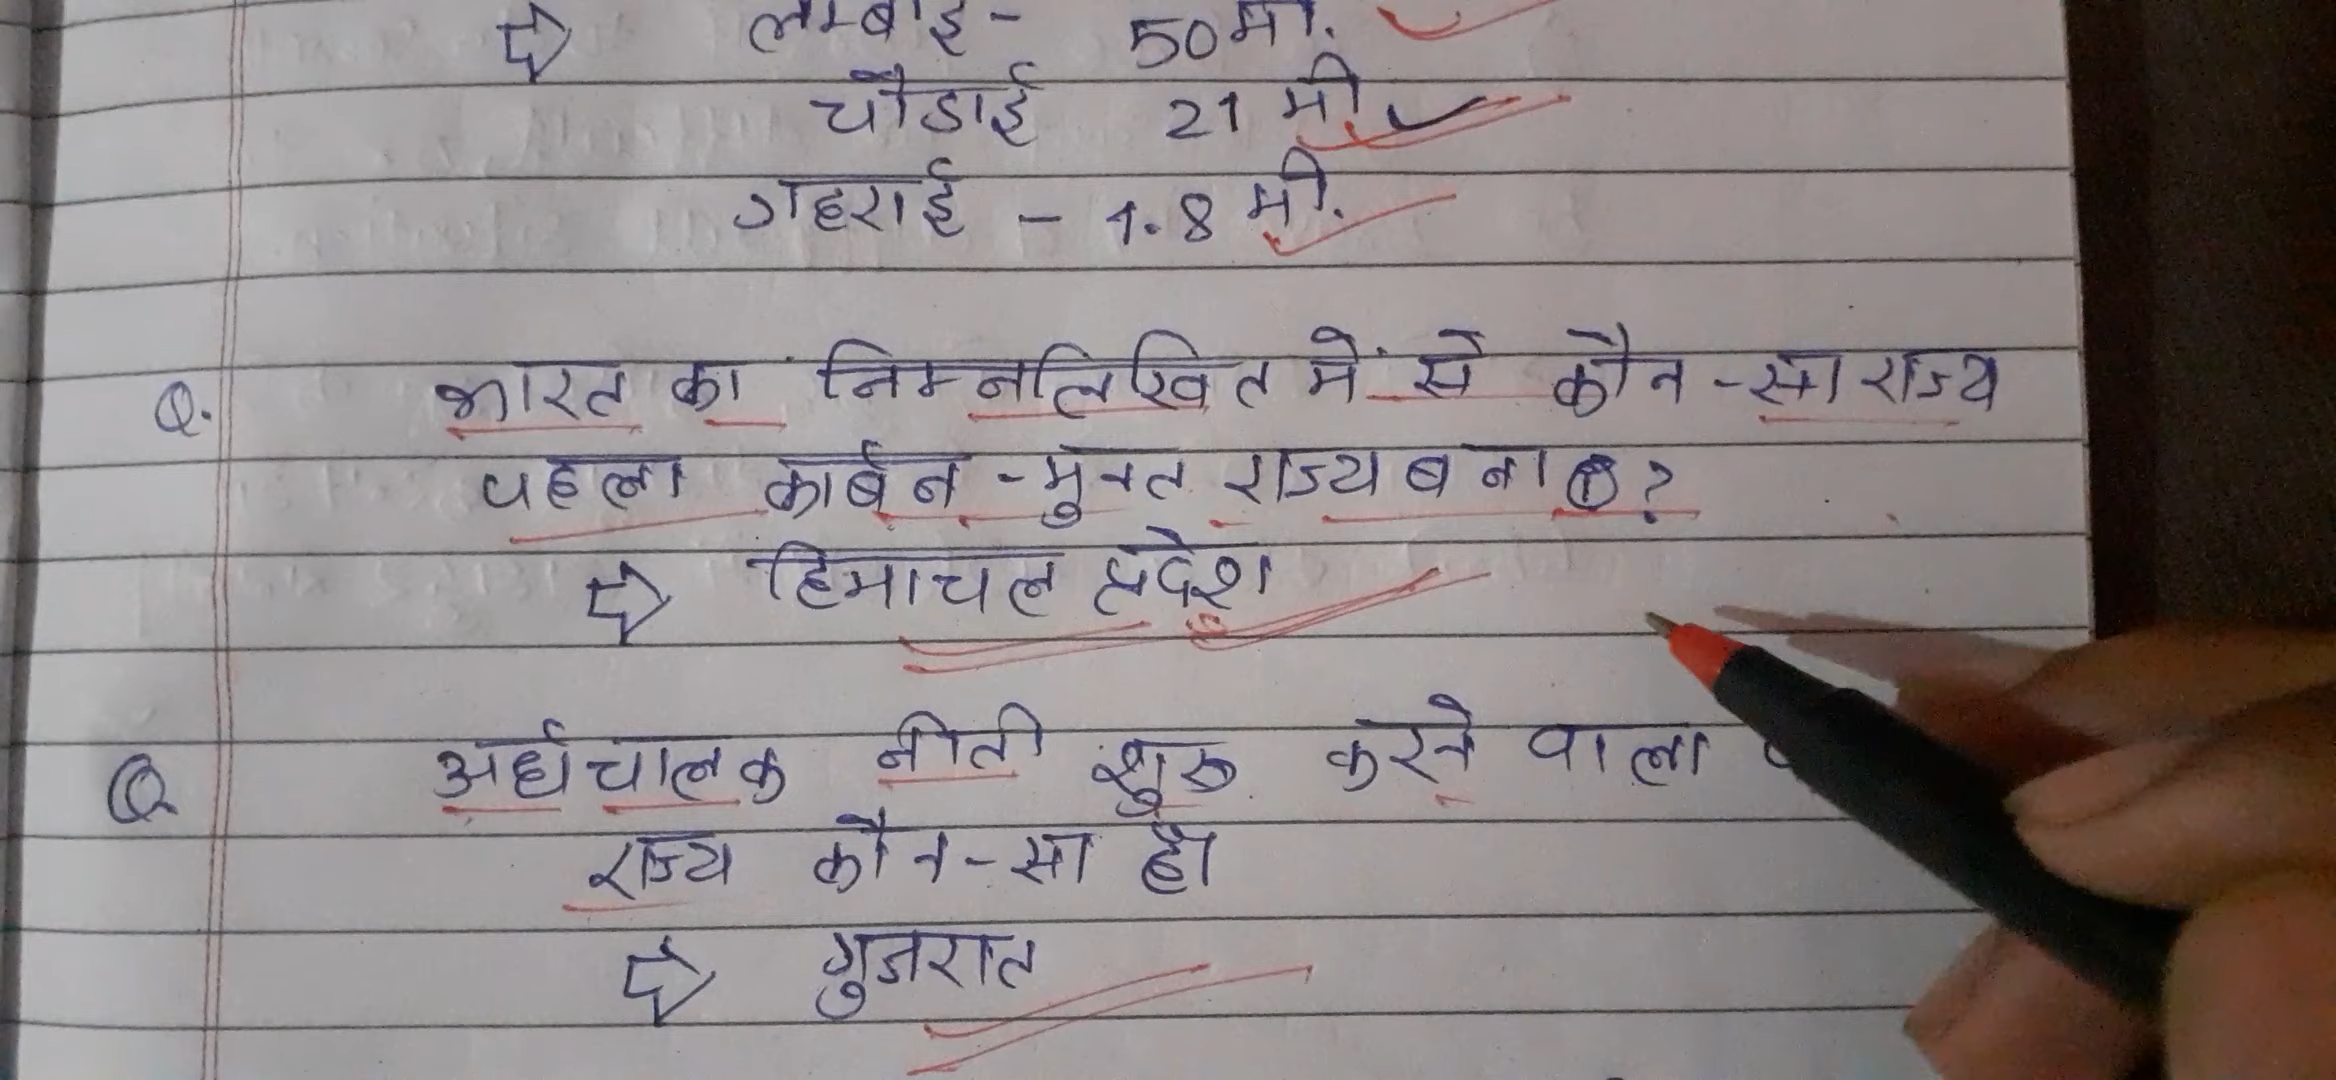 लम्बाई - 50 मी.
चौडाई 21 मी
गहराई - 1.8 मी.
Q. भारत का निम्नलिखित में से कौन -सा राज्य
पहला कार्बन -मुक्त राज्य बना ?
हिमाचल प्रदेश
Q अर्धचालक नीती शुरू करने वाला
राज्य कौन-सा है
गुजरात